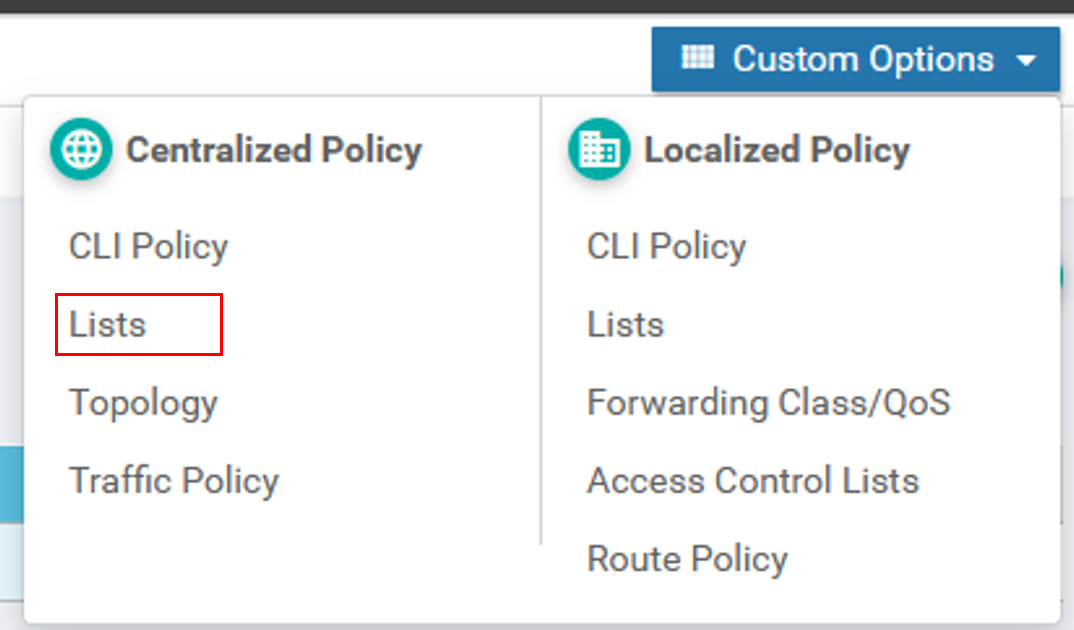 Custom Options
Centralized Policy
CLI Policy
Lists
Topology
Traffic Policy
Localized Policy
CLI Policy
Lists
Forwarding Class/QoS
Access Control Lists
Route Policy